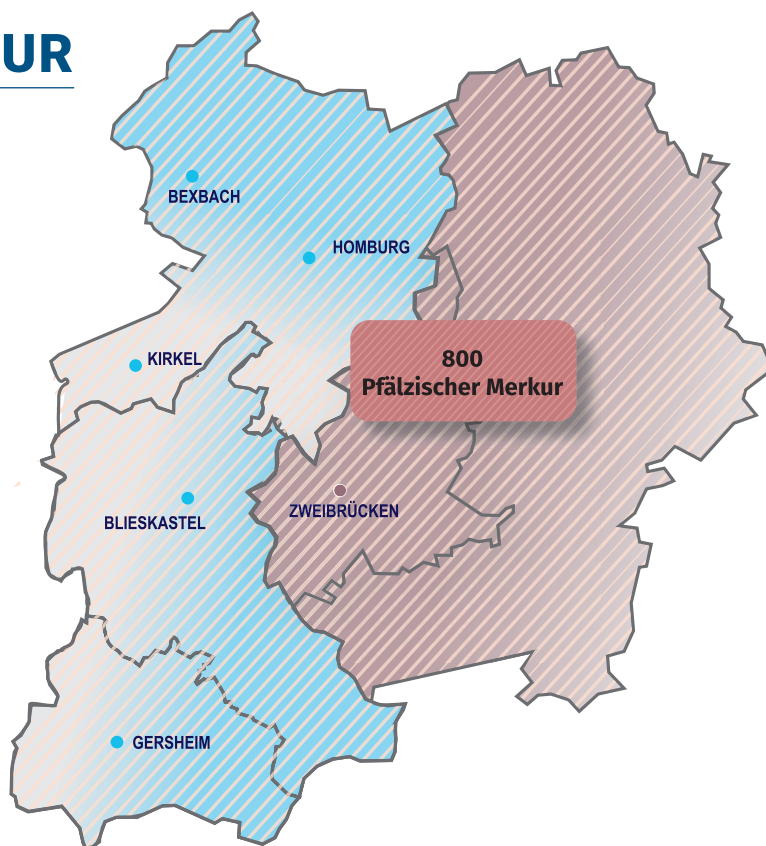 UR
BEXBACH
HOMBURG
KIRKEL
800
Pfälzischer Merkur
ZWEIBRÜCKEN
BLIESKASTEL
GERSHEIM